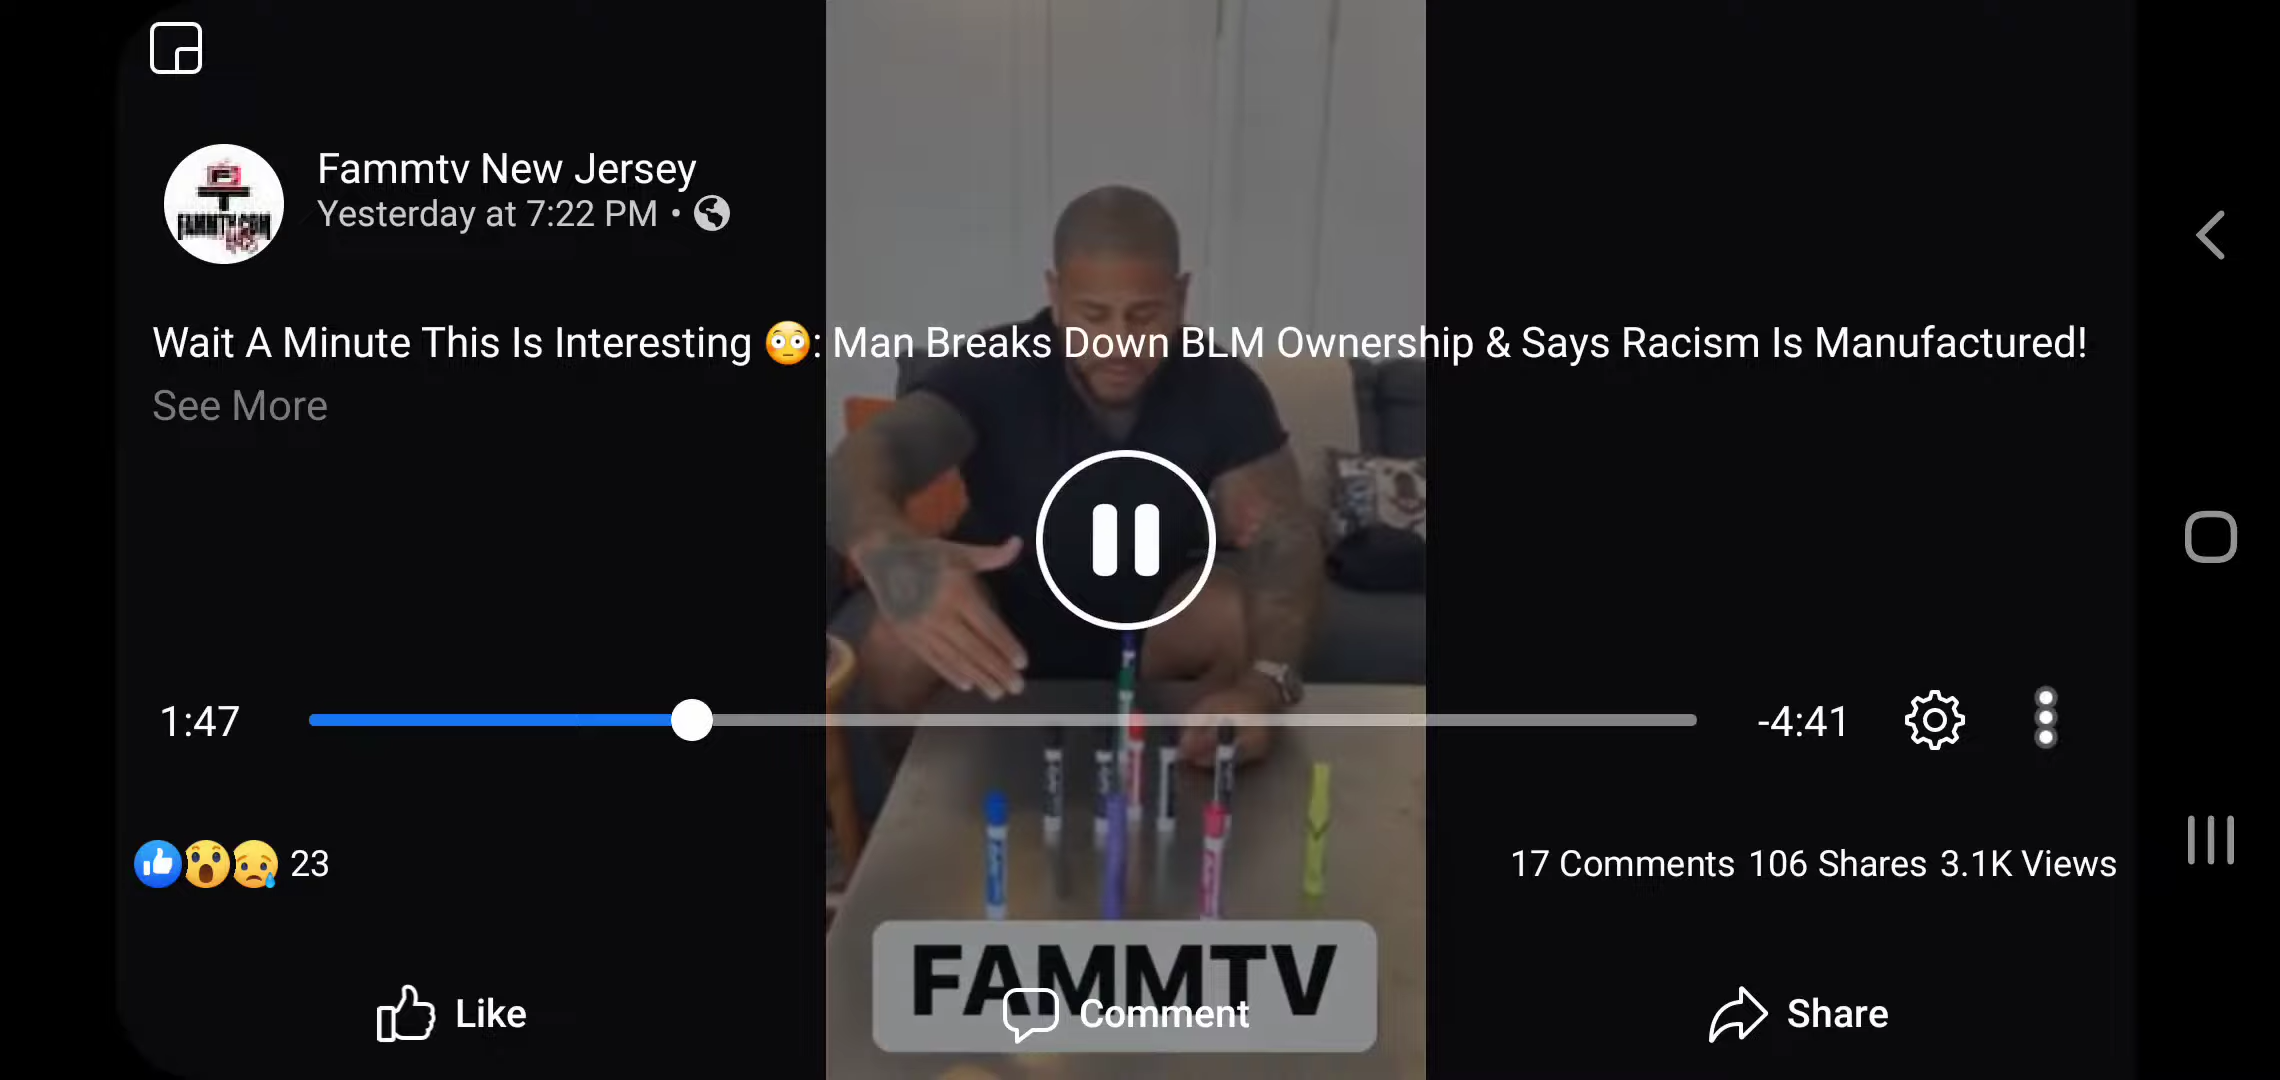 Fammtv New Jersey
Yesterday at 7:22 PM •
Wait A Minute This Is Interesting 😳: Man Breaks Down BLM Ownership & Says Racism Is Manufactured!
See More
1:47
-4:41
23
17 Comments 106 Shares 3.1K Views
FAMMTV
Like
Comment
Share